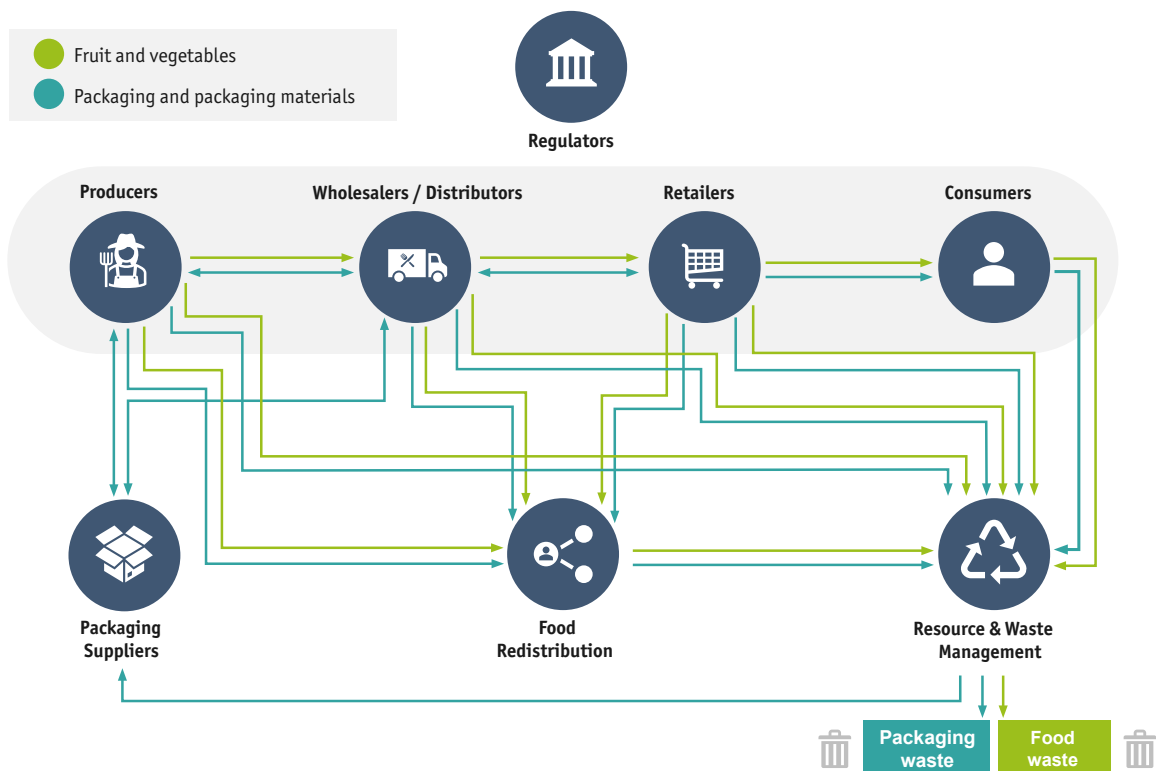 Fruit and vegetables
Packaging and packaging materials
Regulators
Producers
Wholesalers / Distributors
Retailers
Consumers
Packaging
Suppliers
Food
Redistribution
Resource & Waste
Management
Packaging
waste
Food
waste